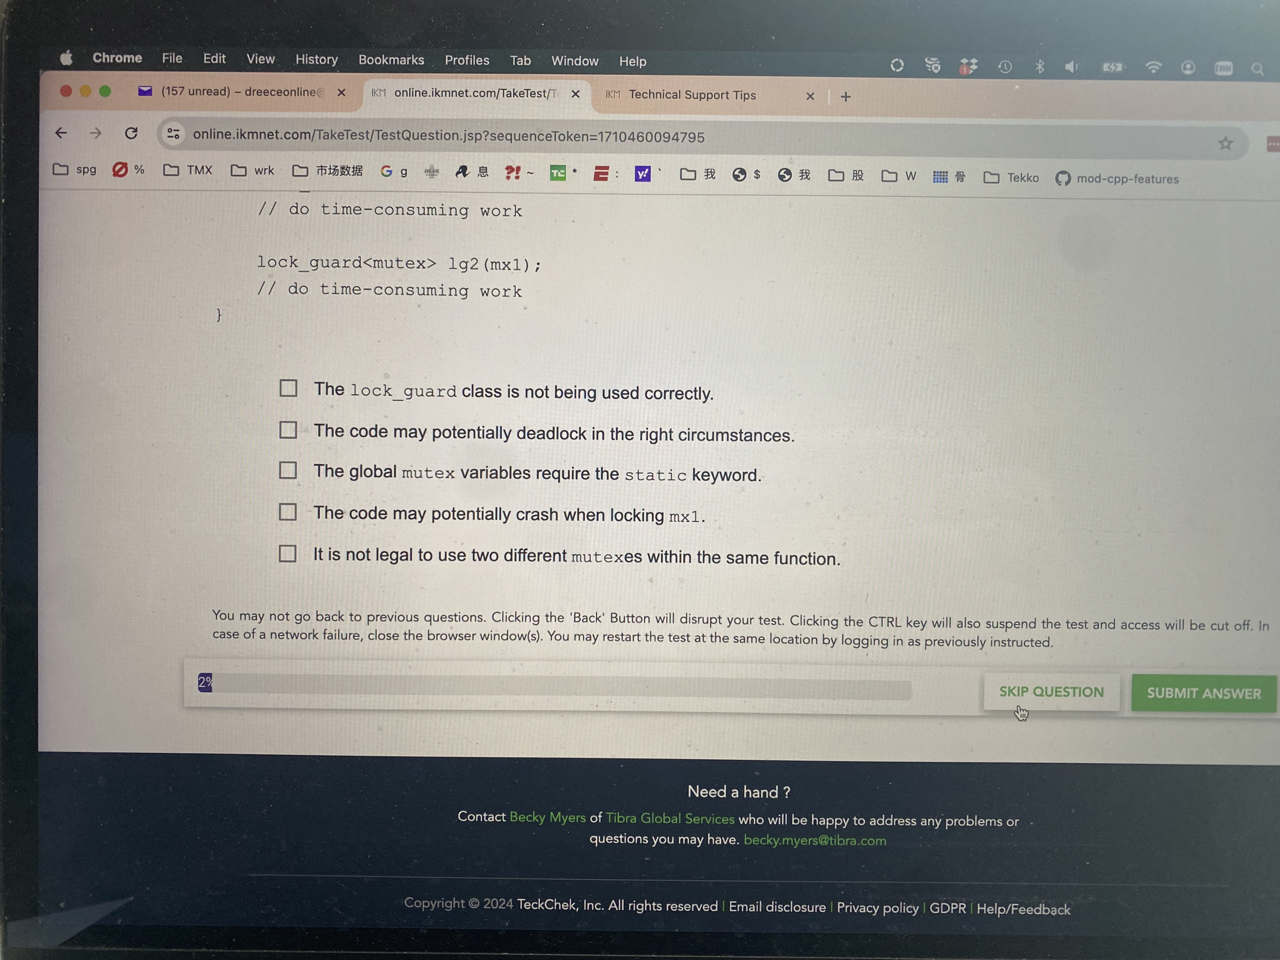 Chrome File Edit View History Bookmarks Profiles Tab Window Help
(157 unread) – dreeceonline@ × IKM online.ikmnet.com/TakeTest/T × IKM Technical Support Tips × +
online.ikmnet.com/TakeTest/TestQuestion.jsp?sequenceToken=1710460094795
spg % TMX wrk 市场数据 G g 息 ?! ~ TC • : y! ` 我 $ 我 股 W 骨 Tekko mod-cpp-features
// do time-consuming work
lock_guard<mutex> lg2(mx1);
// do time-consuming work
}
The lock_guard class is not being used correctly.
The code may potentially deadlock in the right circumstances.
The global mutex variables require the static keyword.
The code may potentially crash when locking mx1.
It is not legal to use two different mutexes within the same function.
You may not go back to previous questions. Clicking the 'Back' Button will disrupt your test. Clicking the CTRL key will also suspend the test and access will be cut off. In
case of a network failure, close the browser window(s). You may restart the test at the same location by logging in as previously instructed.
2%
SKIP QUESTION SUBMIT ANSWER
Need a hand ?
Contact Becky Myers of Tibra Global Services who will be happy to address any problems or
questions you may have. becky.myers@tibra.com
Copyright © 2024 TeckChek, Inc. All rights reserved | Email disclosure | Privacy policy | GDPR | Help/Feedback